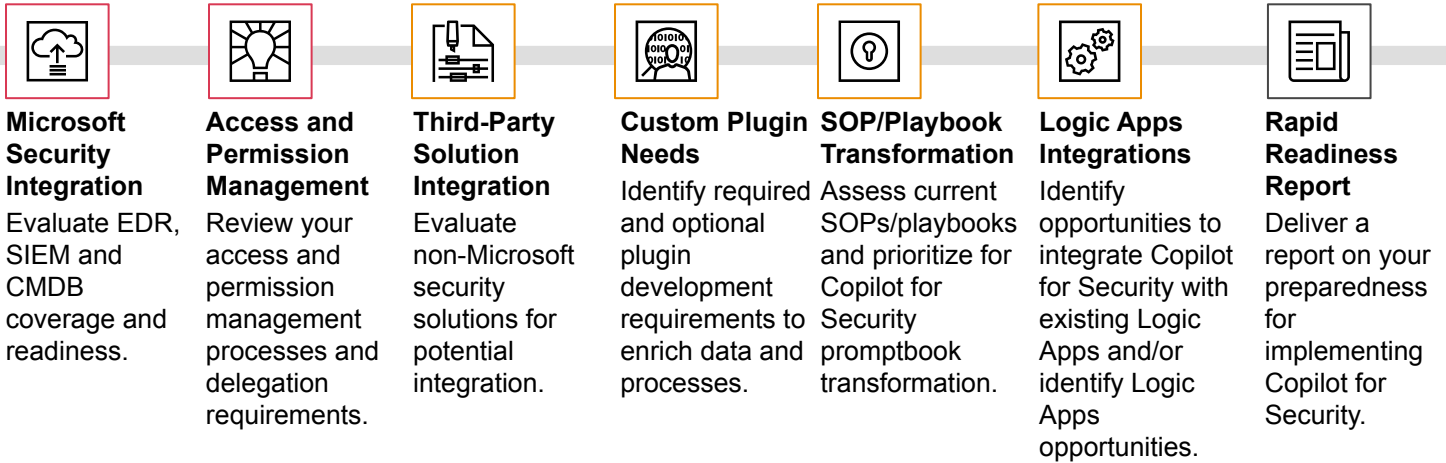 Microsoft
Security
Integration
Evaluate EDR,
SIEM and
CMDB
coverage and
readiness.
Access and
Permission
Management
Review your
access and
permission
management
processes and
delegation
requirements.
Third-Party
Solution
Integration
Evaluate
non-Microsoft
security
solutions for
potential
integration.
Custom Plugin
Needs
Identify required
and optional
plugin
development
requirements to
enrich data and
processes.
SOP/Playbook
Transformation
Assess current
SOPs/playbooks
and prioritize for
Copilot for
Security
promptbook
transformation.
Logic Apps
Integrations
Identify
opportunities to
integrate Copilot
for Security with
existing Logic
Apps and/or
identify Logic
Apps
opportunities.
Rapid
Readiness
Report
Deliver a
report on your
preparedness
for
implementing
Copilot for
Security.